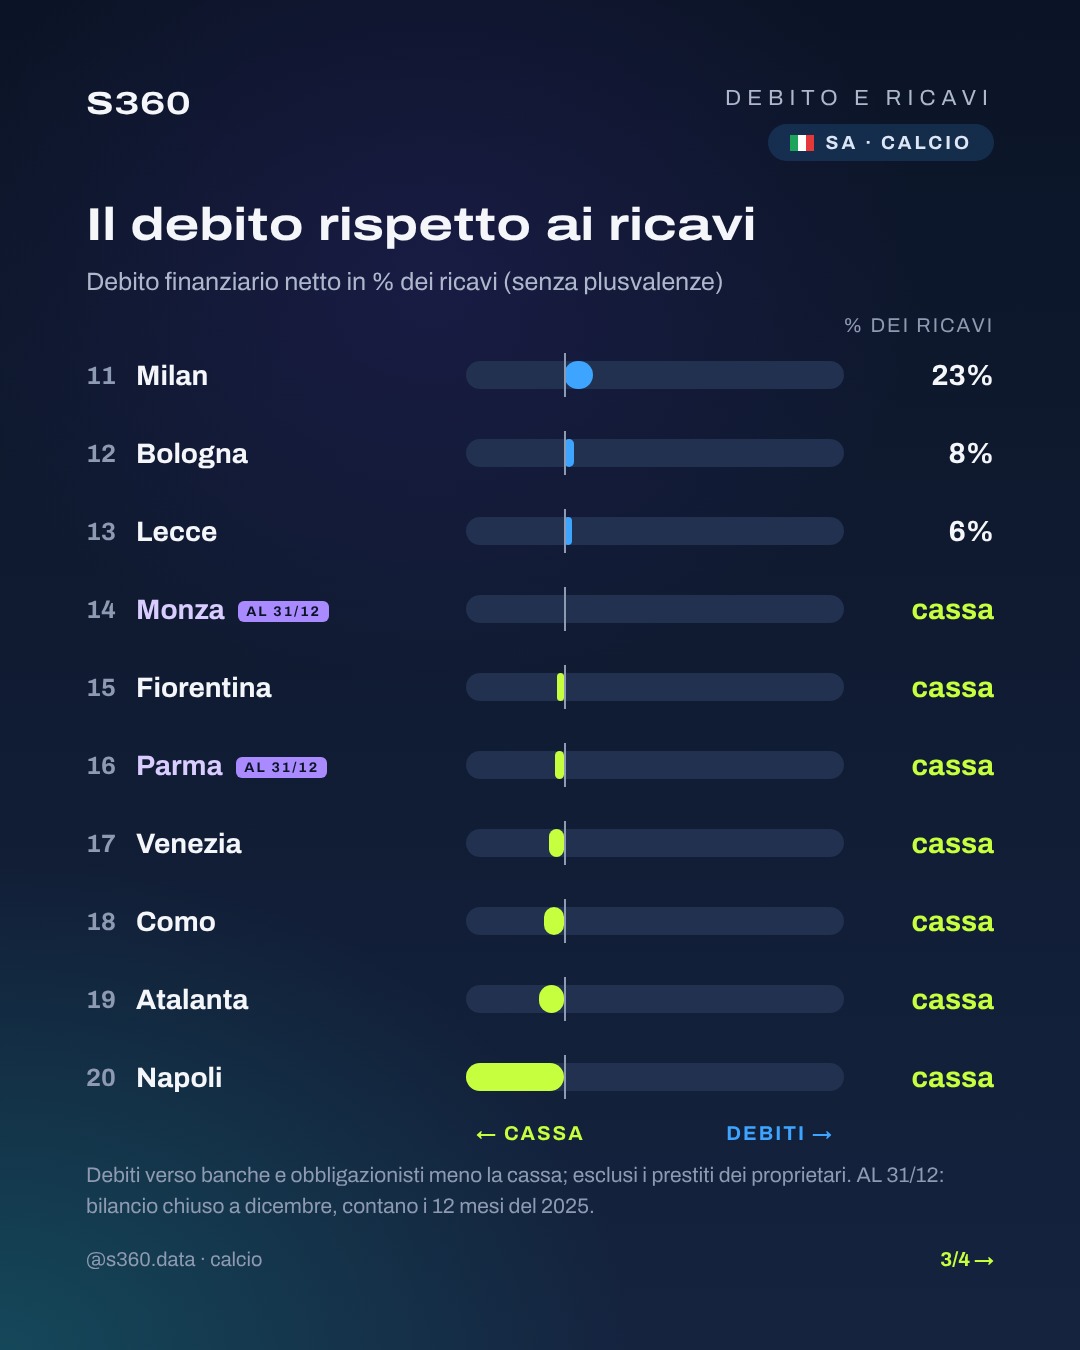 S360
DEBITO E RICAVI
SA · CALCIO
Il debito rispetto ai ricavi
Debito finanziario netto in % dei ricavi (senza plusvalenze)
% DEI RICAVI
11 Milan 23%
12 Bologna 8%
13 Lecce 6%
14 Monza AL 31/12 cassa
15 Fiorentina cassa
16 Parma AL 31/12 cassa
17 Venezia cassa
18 Como cassa
19 Atalanta cassa
20 Napoli cassa
← CASSA DEBITI →
Debiti verso banche e obbligazionisti meno la cassa; esclusi i prestiti dei proprietari. AL 31/12:
bilancio chiuso a dicembre, contano i 12 mesi del 2025.
@s360.data · calcio 3/4 →